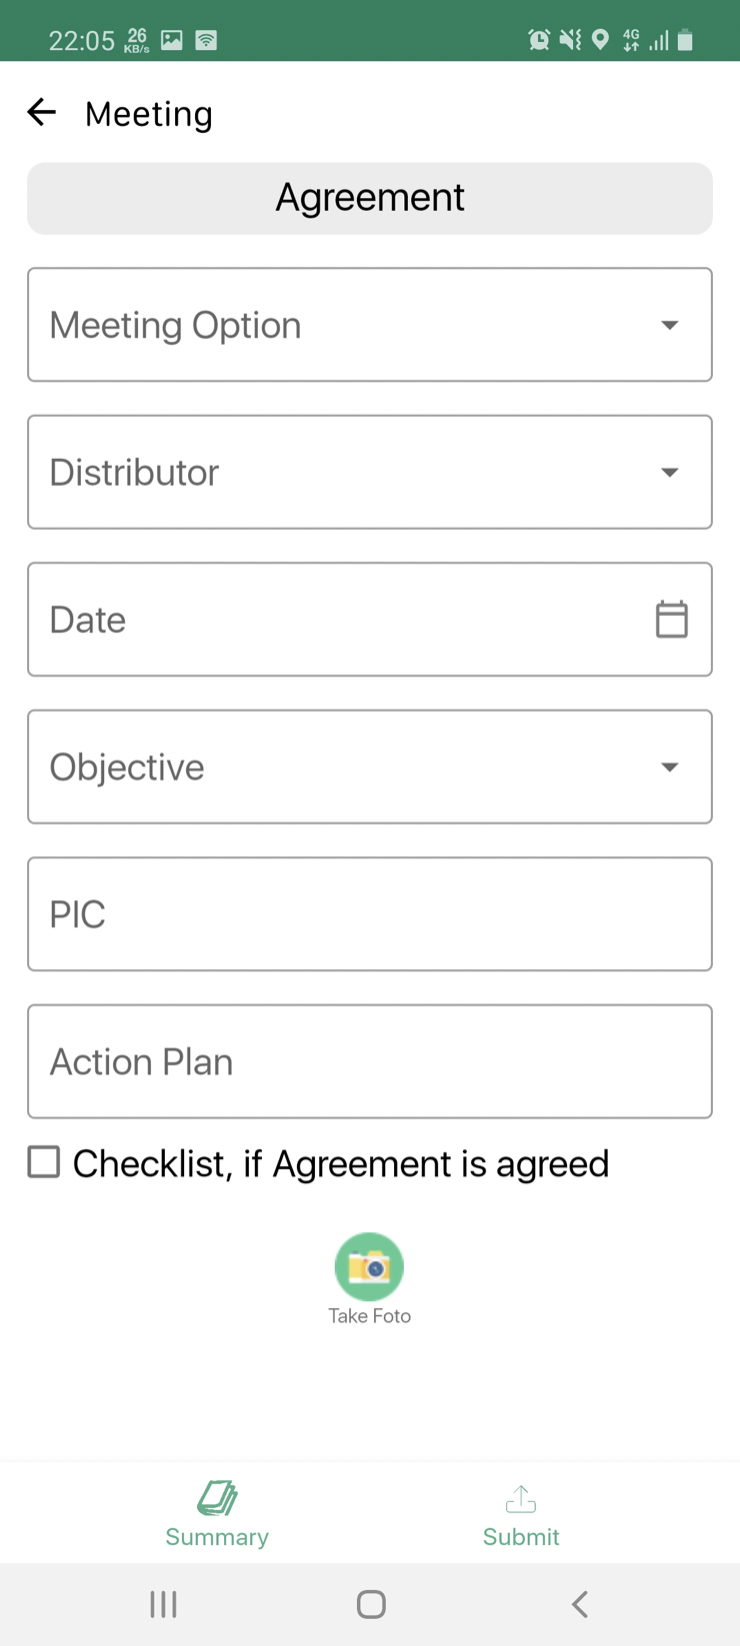 22:05 26 KB/s 4G
Meeting
Agreement
Meeting Option
Distributor
Date
Objective
PIC
Action Plan
Checklist, if Agreement is agreed
Take Foto
Summary Submit